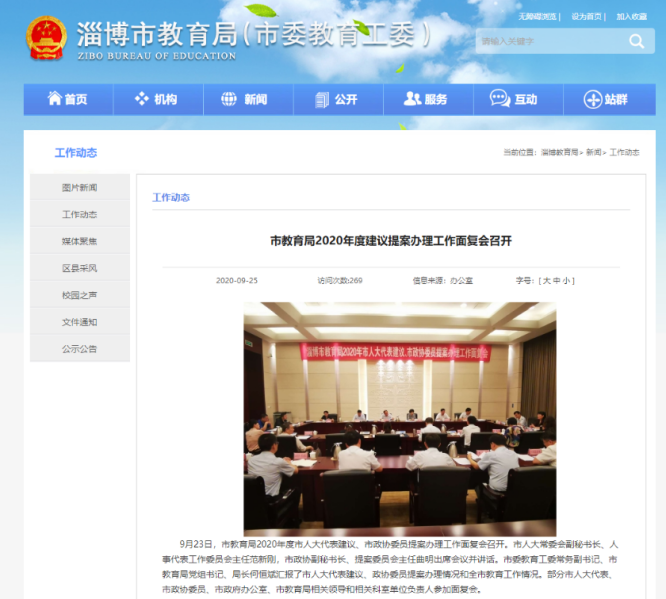 无障碍浏览 | 设为首页 | 加入收藏
淄博市教育局(市委教育工委)
ZIBO BUREAU OF EDUCATION
请输入关键字
首页 机构 新闻 公开 服务 互动 站群
工作动态
当前位置：淄博教育局> 新闻> 工作动态
图片新闻
工作动态
媒体聚焦
区县采风
校园之声
文件通知
公示公告
工作动态
市教育局2020年度建议提案办理工作面复会召开
2020-09-25 访问次数:269 信息来源：办公室 字号：[ 大 中 小 ]
淄博市教育局2020年市人大代表建议、市政协委员提案办理工作面复会
9月23日，市教育局2020年度市人大代表建议、市政协委员提案办理工作面复会召开。市人大常委会副秘书长、人
事代表工作委员会主任范新刚，市政协副秘书长、提案委员会主任曲明出席会议并讲话。市委教育工委常务副书记、市
教育局党组书记、局长何恒斌汇报了市人大代表建议、政协委员提案办理情况和全市教育工作情况。部分市人大代表、
市政协委员、市政府办公室、市教育局相关领导和相关科室单位负责人参加面复会。